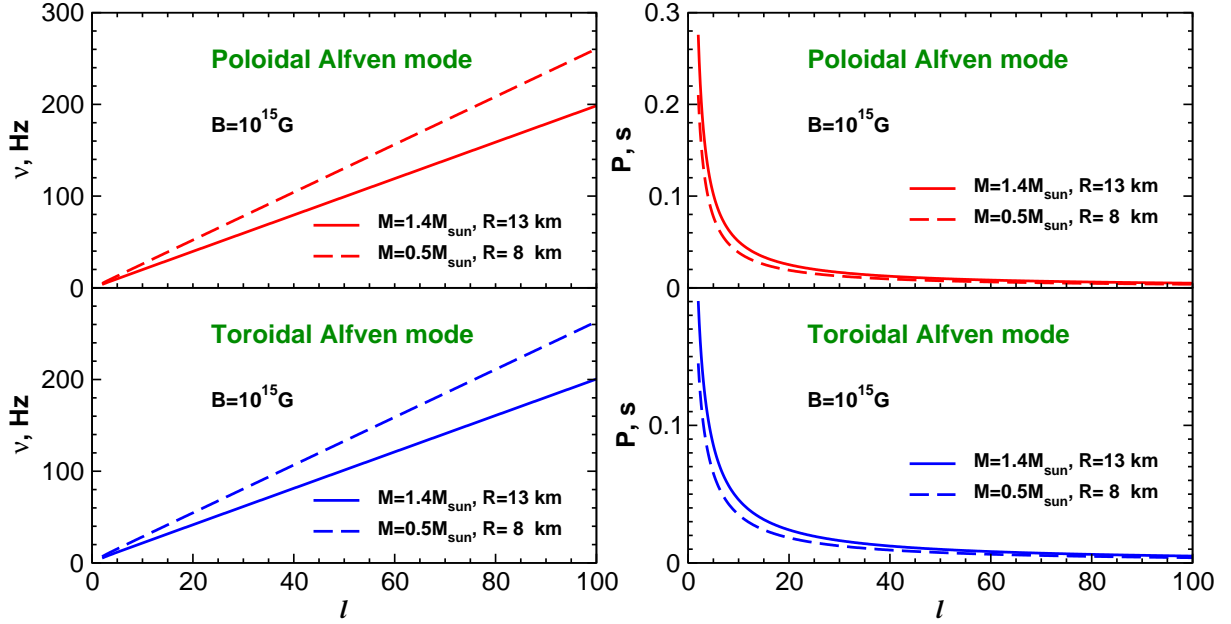 300
200
100
0
ν, Hz
Poloidal Alfven mode
B=10^15G
M=1.4M_sun, R=13 km
M=0.5M_sun, R= 8 km
0.3
0.2
0.1
0
P, s
Poloidal Alfven mode
B=10^15G
M=1.4M_sun, R=13 km
M=0.5M_sun, R= 8 km
200
100
0
ν, Hz
Toroidal Alfven mode
B=10^15G
M=1.4M_sun, R=13 km
M=0.5M_sun, R= 8 km
0 20 40 60 80 100
l
0.1
0
P, s
Toroidal Alfven mode
B=10^15G
M=1.4M_sun, R=13 km
M=0.5M_sun, R= 8 km
0 20 40 60 80 100
l